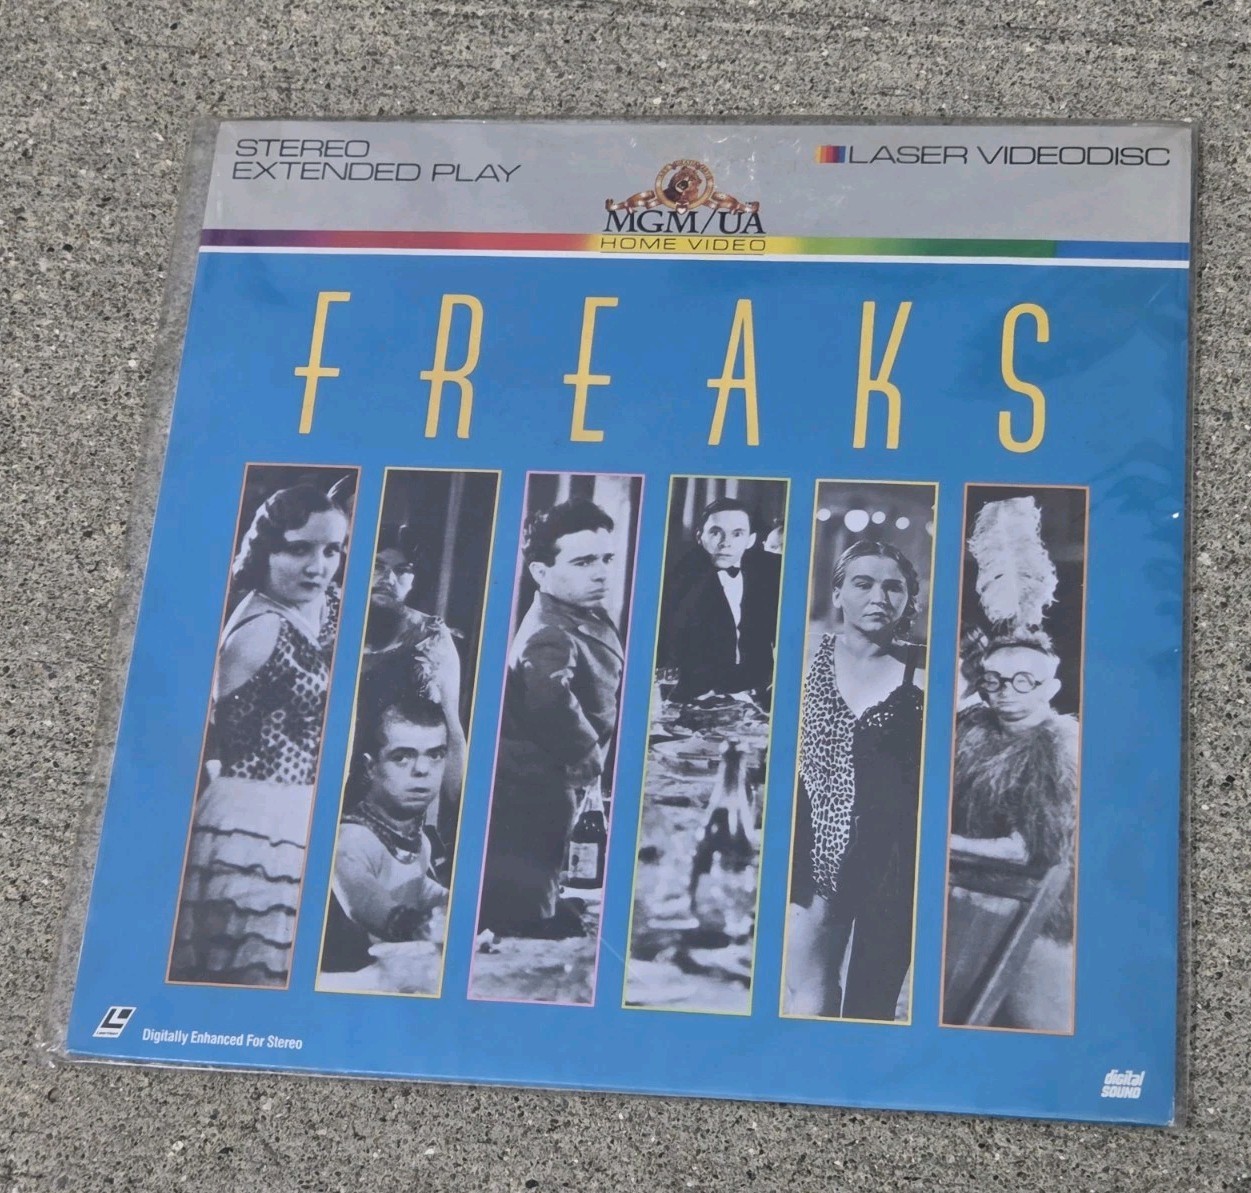 STEREO
EXTENDED PLAY
LASER VIDEODISC
MGM/UA
HOME VIDEO
FREAKS
Digitally Enhanced For Stereo
digital
SOUND